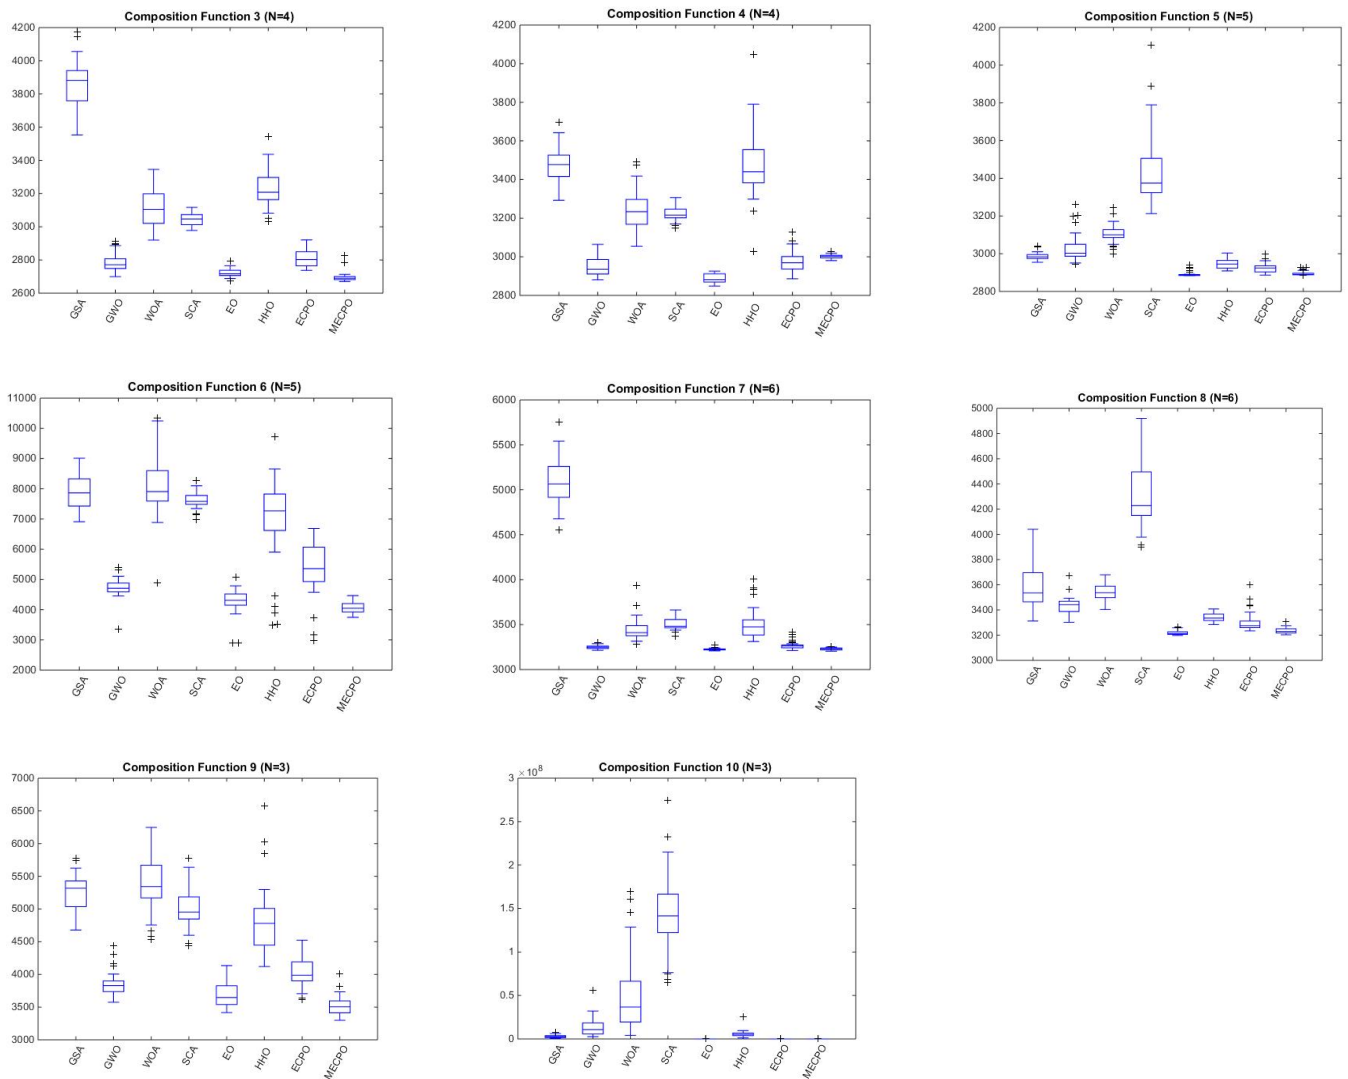 Composition Function 3 (N=4)
4200
4000
3800
3600
3400
3200
3000
2800
2600
GSA
GWO
WOA
SCA
EO
HHO
ECPO
MECPO
Composition Function 4 (N=4)
4200
4000
3800
3600
3400
3200
3000
2800
GSA
GWO
WOA
SCA
EO
HHO
ECPO
MECPO
Composition Function 5 (N=5)
4200
4000
3800
3600
3400
3200
3000
2800
GSA
GWO
WOA
SCA
EO
HHO
ECPO
MECPO
Composition Function 6 (N=5)
11000
10000
9000
8000
7000
6000
5000
4000
3000
2000
GSA
GWO
WOA
SCA
EO
HHO
ECPO
MECPO
Composition Function 7 (N=6)
6000
5500
5000
4500
4000
3500
3000
GSA
GWO
WOA
SCA
EO
HHO
ECPO
MECPO
Composition Function 8 (N=6)
5000
4800
4600
4400
4200
4000
3800
3600
3400
3200
3000
GSA
GWO
WOA
SCA
EO
HHO
ECPO
MECPO
Composition Function 9 (N=3)
7000
6500
6000
5500
5000
4500
4000
3500
3000
GSA
GWO
WOA
SCA
EO
HHO
ECPO
MECPO
Composition Function 10 (N=3)
× 10^8
3
2.5
2
1.5
1
0.5
0
GSA
GWO
WOA
SCA
EO
HHO
ECPO
MECPO